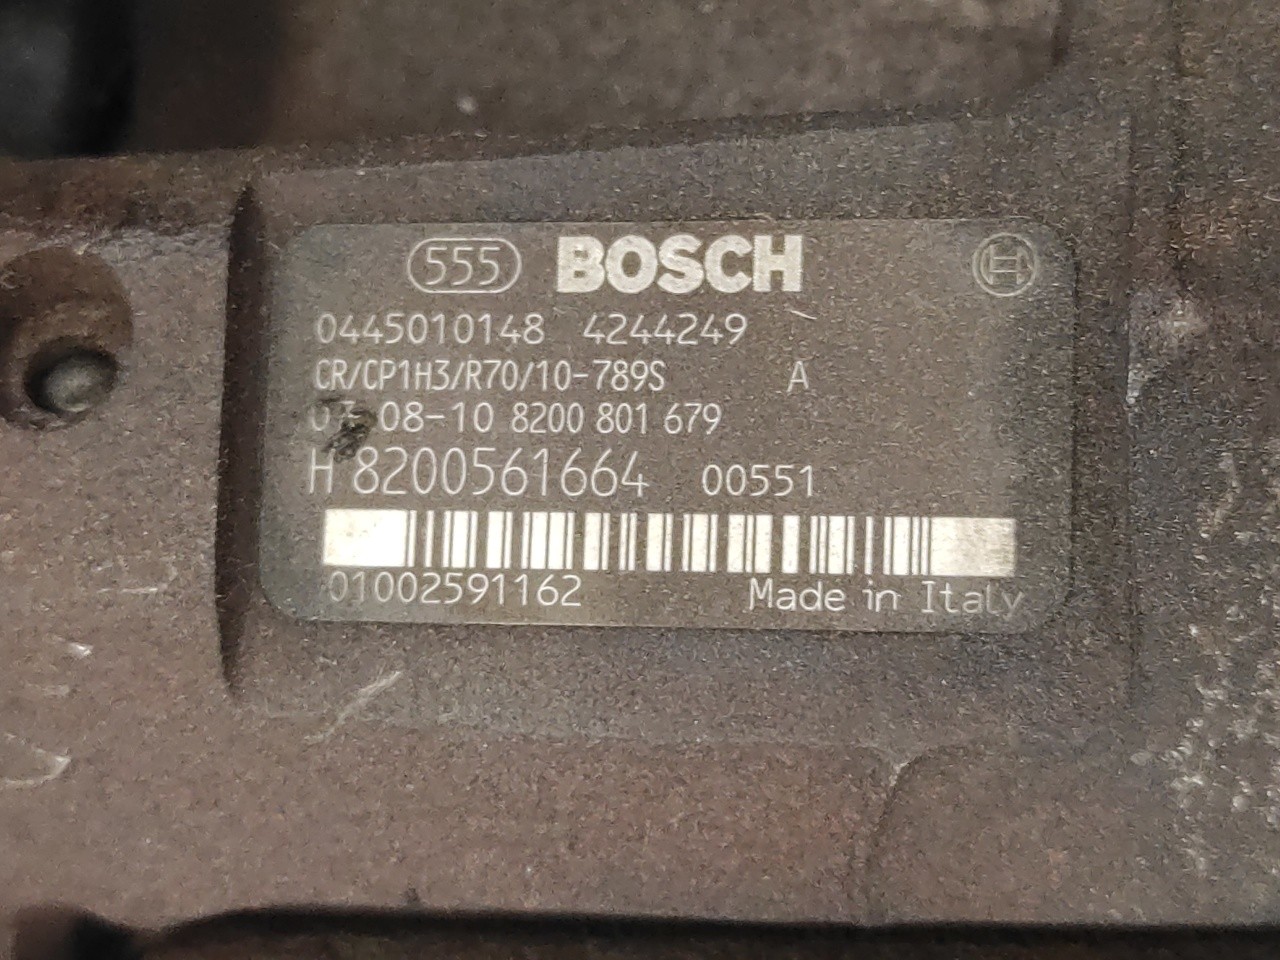 555 BOSCH
0445010148 4244249
CR/CP1H3/R70/10-789S A
08-10 8200 801 679
H 8200561664 00551
01002591162 Made in Italy